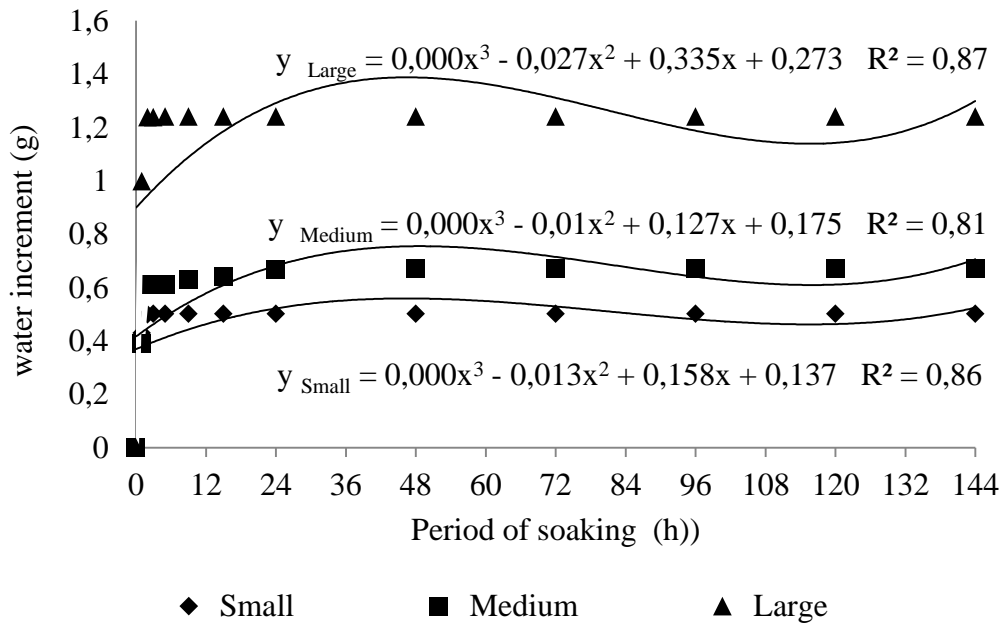 1,6
1,4
1,2
1
0,8
0,6
0,4
0,2
0
water increment (g)
y Large = 0,000x³ - 0,027x² + 0,335x + 0,273 R² = 0,87
y Medium = 0,000x³ - 0,01x² + 0,127x + 0,175 R² = 0,81
y Small = 0,000x³ - 0,013x² + 0,158x + 0,137 R² = 0,86
0 12 24 36 48 60 72 84 96 108 120 132 144
Period of soaking (h))
Small Medium Large